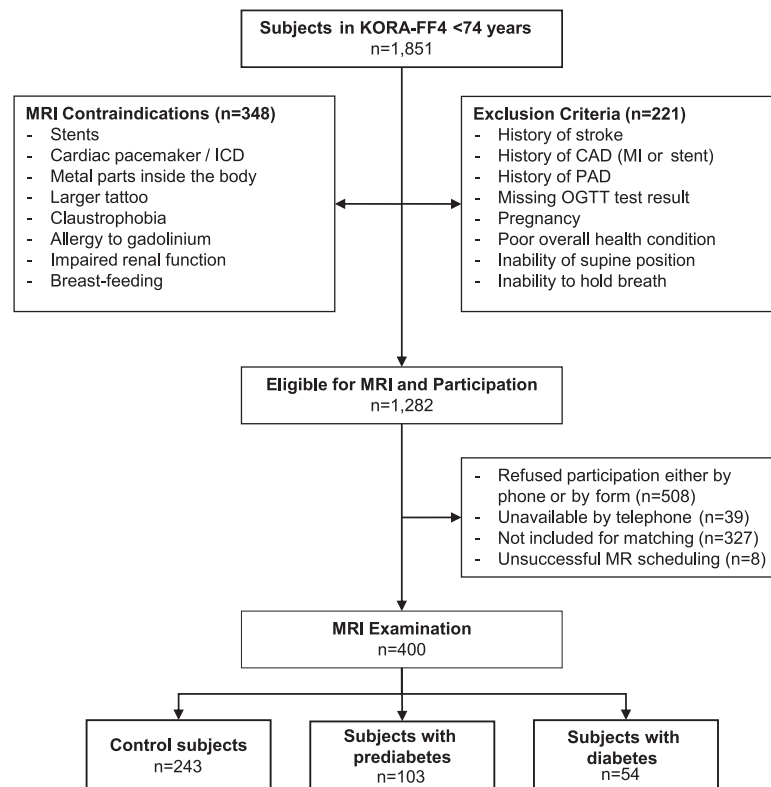 Subjects in KORA-FF4 <74 years
n=1,851
MRI Contraindications (n=348)
- Stents
- Cardiac pacemaker / ICD
- Metal parts inside the body
- Larger tattoo
- Claustrophobia
- Allergy to gadolinium
- Impaired renal function
- Breast-feeding
Exclusion Criteria (n=221)
- History of stroke
- History of CAD (MI or stent)
- History of PAD
- Missing OGTT test result
- Pregnancy
- Poor overall health condition
- Inability of supine position
- Inability to hold breath
Eligible for MRI and Participation
n=1,282
- Refused participation either by
phone or by form (n=508)
- Unavailable by telephone (n=39)
- Not included for matching (n=327)
- Unsuccessful MR scheduling (n=8)
MRI Examination
n=400
Control subjects
n=243
Subjects with
prediabetes
n=103
Subjects with
diabetes
n=54